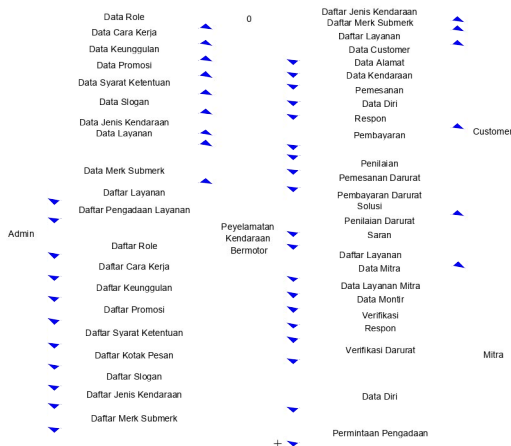 Data Role
Data Cara Kerja
Data Keunggulan
Data Promosi
Data Syarat Ketentuan
Data Slogan
Data Jenis Kendaraan
Data Layanan
Data Merk Submerk
Daftar Layanan
Daftar Pengadaan Layanan
Admin
Daftar Role
Daftar Cara Kerja
Daftar Keunggulan
Daftar Promosi
Daftar Syarat Ketentuan
Daftar Kotak Pesan
Daftar Slogan
Daftar Jenis Kendaraan
Daftar Merk Submerk
0
Peyelamatan
Kendaraan
Bermotor
+
Daftar Jenis Kendaraan
Daftar Merk Submerk
Daftar Layanan
Data Customer
Data Alamat
Data Kendaraan
Pemesanan
Data Diri
Respon
Pembayaran
Customer
Penilaian
Pemesanan Darurat
Pembayaran Darurat
Solusi
Penilaian Darurat
Saran
Daftar Layanan
Data Mitra
Data Layanan Mitra
Data Montir
Verifikasi
Respon
Verifikasi Darurat
Mitra
Data Diri
Permintaan Pengadaan